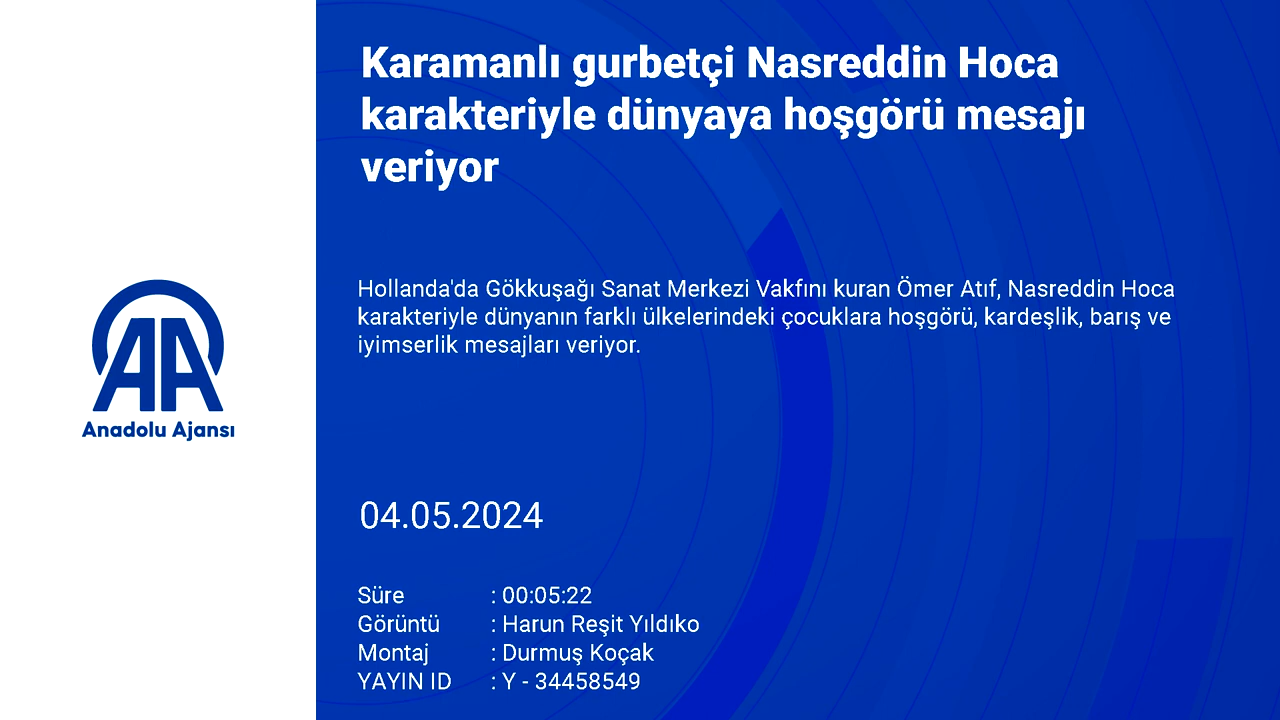 Karamanlı gurbetçi Nasreddin Hoca
karakteriyle dünyaya hoşgörü mesajı
veriyor
Hollanda'da Gökkuşağı Sanat Merkezi Vakfını kuran Ömer Atıf, Nasreddin Hoca
karakteriyle dünyanın farklı ülkelerindeki çocuklara hoşgörü, kardeşlik, barış ve
iyimserlik mesajları veriyor.
AA
Anadolu Ajansı
04.05.2024
Süre : 00:05:22
Görüntü : Harun Reşit Yıldıko
Montaj : Durmuş Koçak
YAYIN ID : Y - 34458549